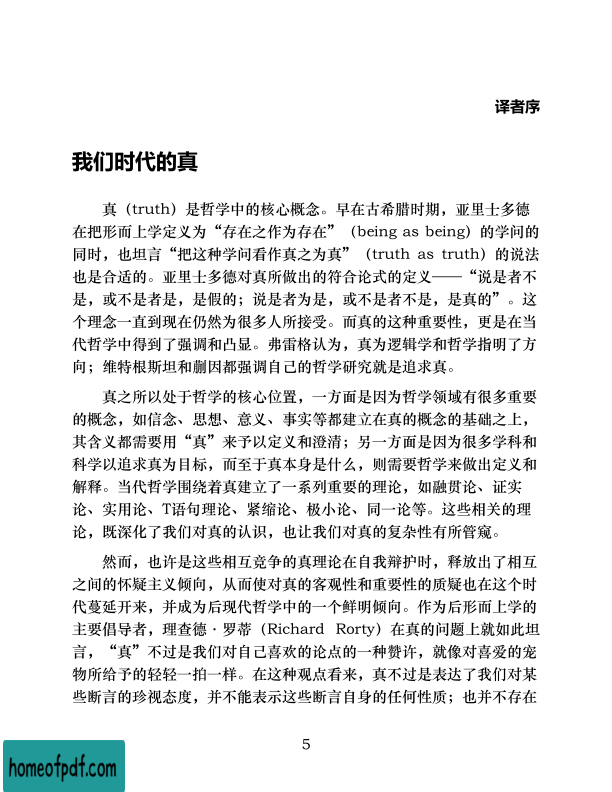 译者序
我们时代的真
真（truth）是哲学中的核心概念。早在古希腊时期，亚里士多德
在把形而上学定义为“存在之作为存在”（being as being）的学问的
同时，也坦言“把这种学问看作真之为真”（truth as truth）的说法
也是合适的。亚里士多德对真所做出的符合论式的定义——“说是者不
是，或不是者是，是假的；说是者为是，或不是者不是，是真的”。这
个理念一直到现在仍然为很多人所接受。而真的这种重要性，更是在当
代哲学中得到了强调和凸显。弗雷格认为，真为逻辑学和哲学指明了方
向；维特根斯坦和蒯因都强调自己的哲学研究就是追求真。
真之所以处于哲学的核心位置，一方面是因为哲学领域有很多重要
的概念，如信念、思想、意义、事实等都建立在真的概念的基础之上，
其含义都需要用“真”来予以定义和澄清；另一方面是因为很多学科和
科学以追求真为目标，而至于真本身是什么，则需要哲学来做出定义和
解释。当代哲学围绕着真建立了一系列重要的理论，如融贯论、证实
论、实用论、T语句理论、紧缩论、极小论、同一论等。这些相关的理
论，既深化了我们对真的认识，也让我们对真的复杂性有所管窥。
然而，也许是这些相互竞争的真理论在自我辩护时，释放出了相互
之间的怀疑主义倾向，从而使对真的客观性和重要性的质疑也在这个时
代蔓延开来，并成为后现代哲学中的一个鲜明倾向。作为后形而上学的
主要倡导者，理查德·罗蒂（Richard Rorty）在真的问题上就如此坦
言，“真”不过是我们对自己喜欢的论点的一种赞许，就像对喜爱的宠
物所给予的轻轻一拍一样。在这种观点看来，真不过是表达了我们对某
些断言的珍视态度，并不能表示这些断言自身的任何性质；也并不存在
5
homeofpdf.com